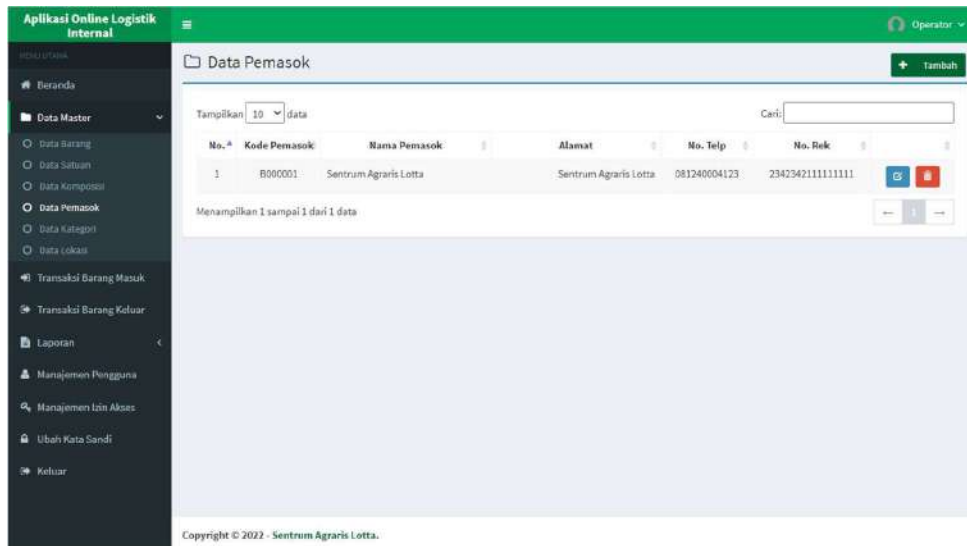 Aplikasi Online Logistik
Internal
Operator
MENU UTAMA
Beranda
Data Master
Data Barang
Data Satuan
Data Komposisi
Data Pemasok
Data Kategori
Data Lokasi
Transaksi Barang Masuk
Transaksi Barang Keluar
Laporan
Manajemen Pengguna
Manajemen Izin Akses
Ubah Kata Sandi
Keluar
Data Pemasok
Tambah
Tampilkan 10 data
Cari:
No. Kode Pemasok Nama Pemasok Alamat No. Telp No. Rek
1 B000001 Sentrum Agraris Lotta Sentrum Agraris Lotta 081240004123 2342342111111111
Menampilkan 1 sampai 1 dari 1 data
← 1 →
Copyright © 2022 - Sentrum Agraris Lotta.